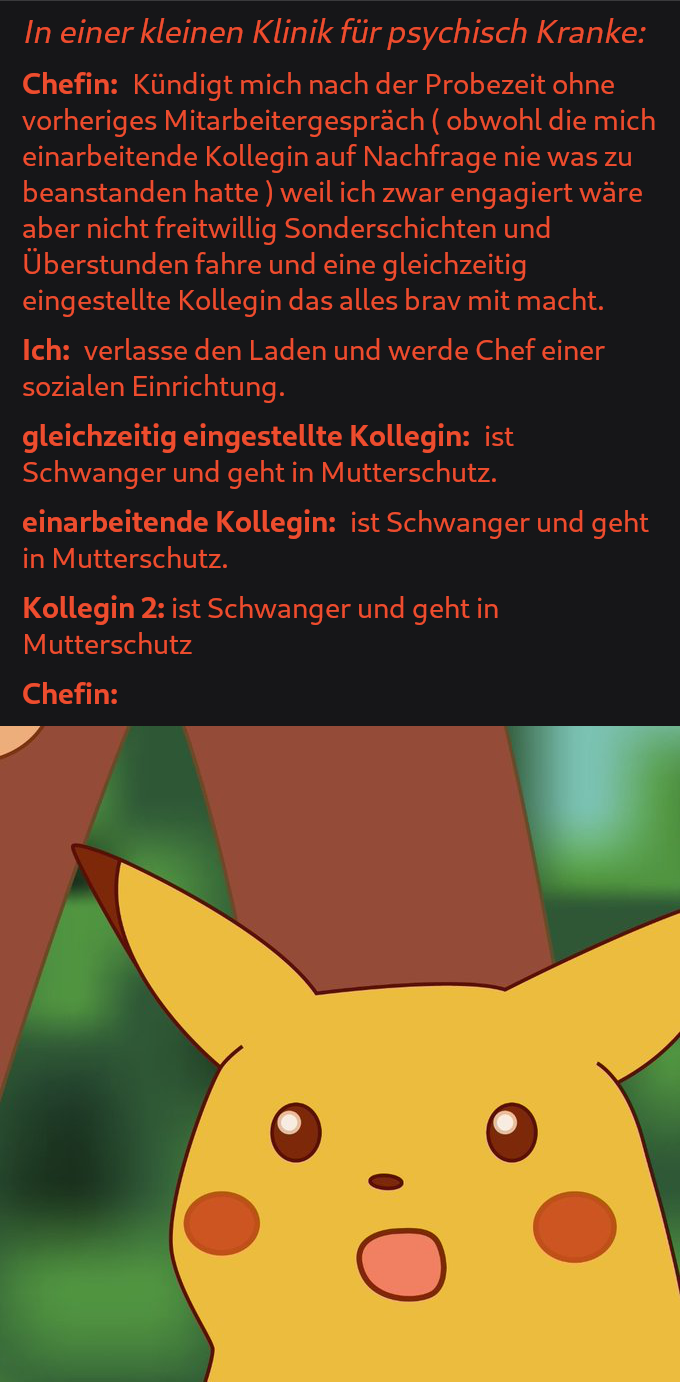 In einer kleinen Klinik für psychisch Kranke:
Chefin: Kündigt mich nach der Probezeit ohne
vorheriges Mitarbeitergespräch ( obwohl die mich
einarbeitende Kollegin auf Nachfrage nie was zu
beanstanden hatte ) weil ich zwar engagiert wäre
aber nicht freitwillig Sonderschichten und
Überstunden fahre und eine gleichzeitig
eingestellte Kollegin das alles brav mit macht.
Ich: verlasse den Laden und werde Chef einer
sozialen Einrichtung.
gleichzeitig eingestellte Kollegin: ist
Schwanger und geht in Mutterschutz.
einarbeitende Kollegin: ist Schwanger und geht
in Mutterschutz.
Kollegin 2: ist Schwanger und geht in
Mutterschutz
Chefin: